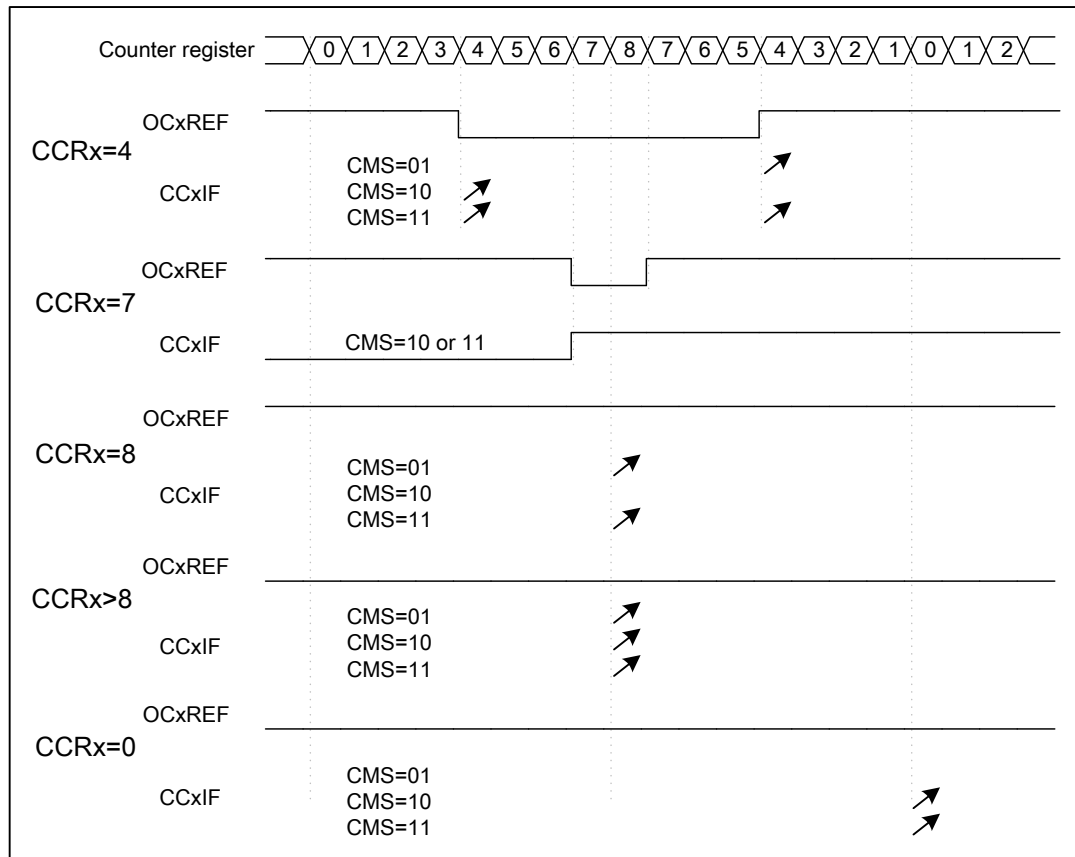 Counter register 0 1 2 3 4 5 6 7 8 7 6 5 4 3 2 1 0 1 2
OCxREF
CCRx=4
CMS=01
CCxIF CMS=10
CMS=11
OCxREF
CCRx=7
CCxIF CMS=10 or 11
OCxREF
CCRx=8
CMS=01
CCxIF CMS=10
CMS=11
OCxREF
CCRx>8
CMS=01
CCxIF CMS=10
CMS=11
OCxREF
CCRx=0
CMS=01
CCxIF CMS=10
CMS=11